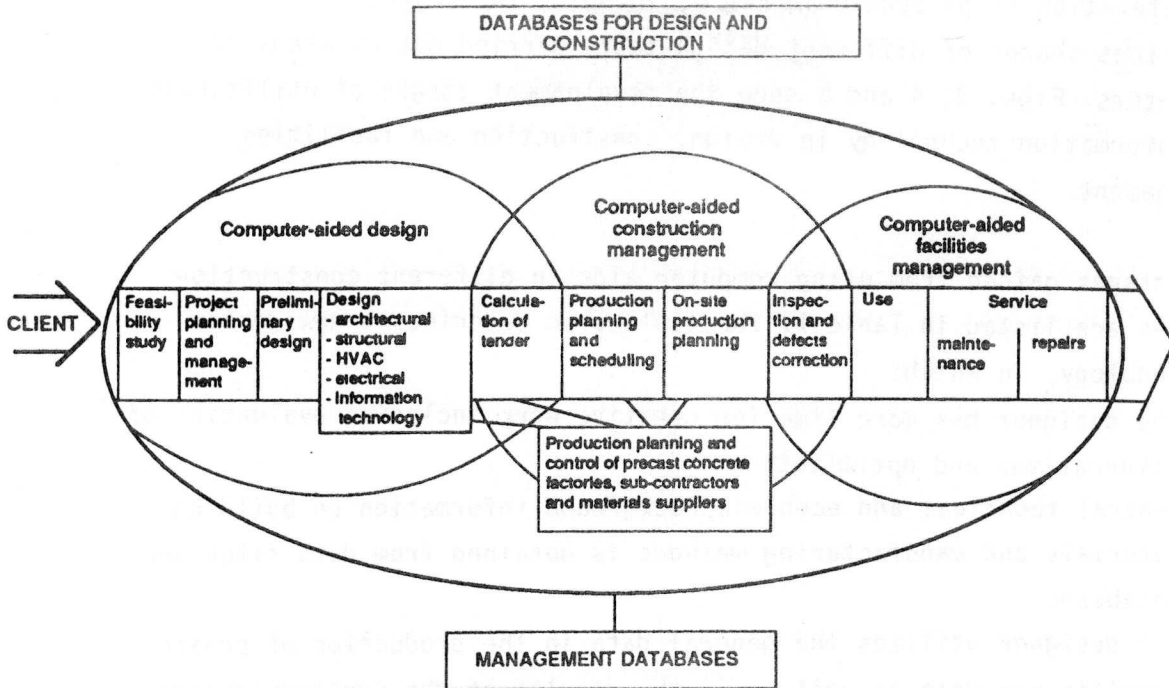 DATABASES FOR DESIGN AND
CONSTRUCTION
Computer-aided design
Computer-aided
construction
management
Computer-aided
facilities
management
CLIENT
Feasi-
bility
study
Project
planning
and
manage-
ment
Prelimi-
nary
design
Design
- architectural
- structural
- HVAC
- electrical
- Information
technology
Calcula-
tion of
tender
Production
planning
and
scheduling
On-site
production
planning
Inspec-
tion and
defects
correction
Use
Service
mainte-
nance
repairs
Production planning and
control of precast concrete
factories, sub-contractors
and materials suppliers
MANAGEMENT DATABASES